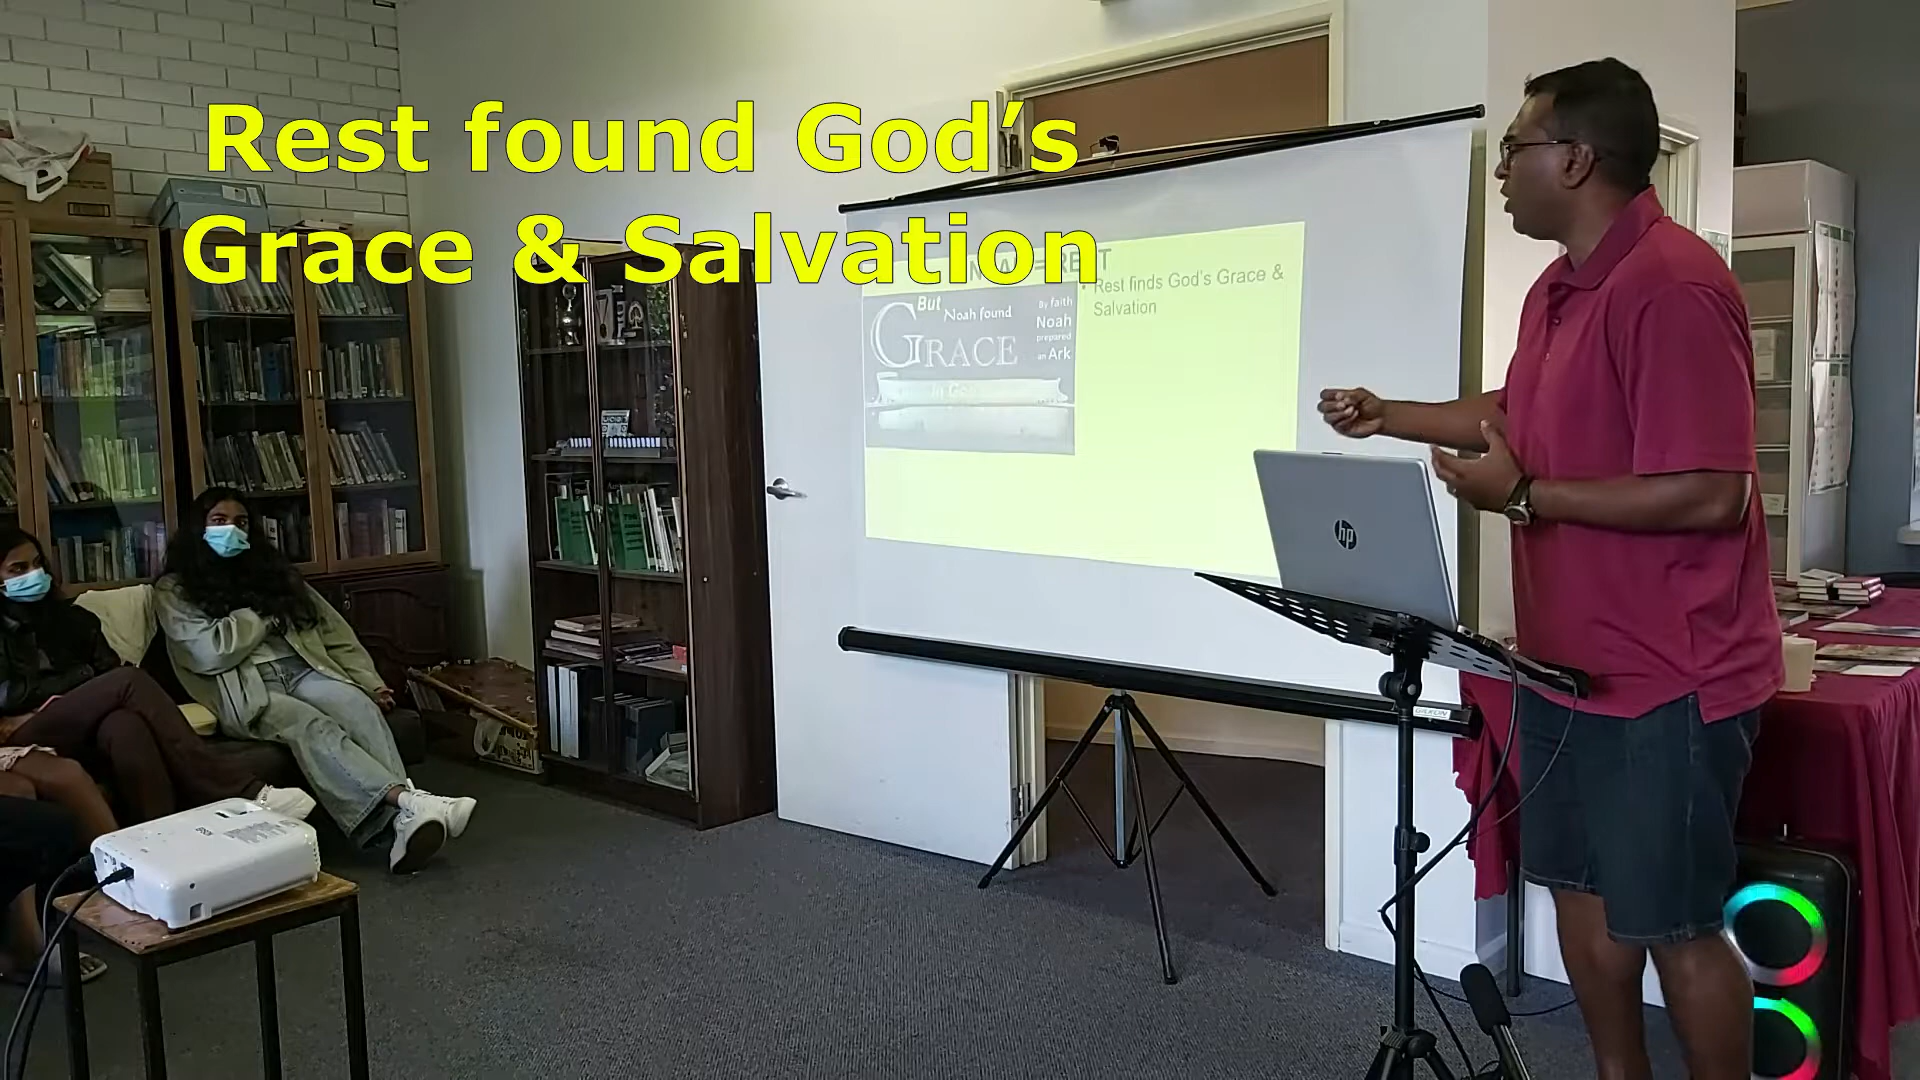 Rest found God's
Grace & Salvation
• Rest finds God's Grace &
Salvation
But
Noah found
GRACE
By faith
Noah
prepared
an Ark
hp
EPSON